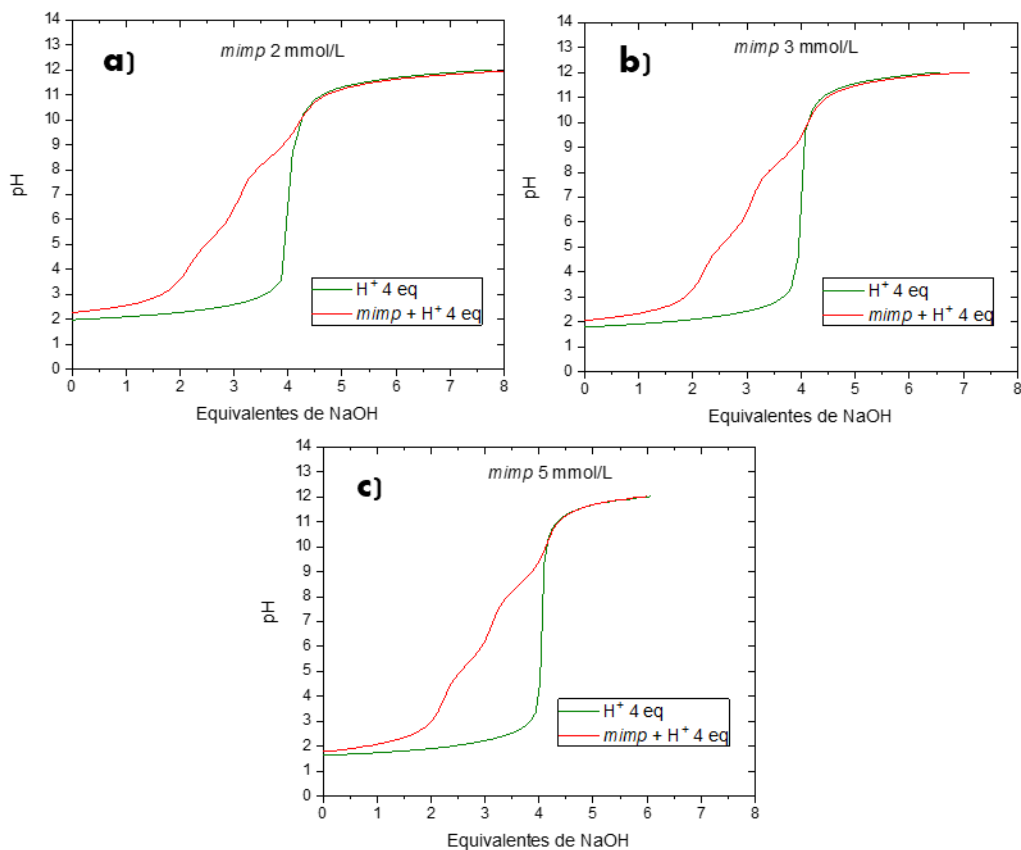 a)
mimp 2 mmol/L
14
13
12
11
10
9
8
7
6
5
4
3
2
1
0
pH
H+ 4 eq
mimp + H+ 4 eq
0 1 2 3 4 5 6 7 8
Equivalentes de NaOH
b)
mimp 3 mmol/L
14
13
12
11
10
9
8
7
6
5
4
3
2
1
0
pH
H+ 4 eq
mimp + H+ 4 eq
0 1 2 3 4 5 6 7 8
Equivalentes de NaOH
c)
mimp 5 mmol/L
14
13
12
11
10
9
8
7
6
5
4
3
2
1
0
pH
H+ 4 eq
mimp + H+ 4 eq
0 1 2 3 4 5 6 7 8
Equivalentes de NaOH